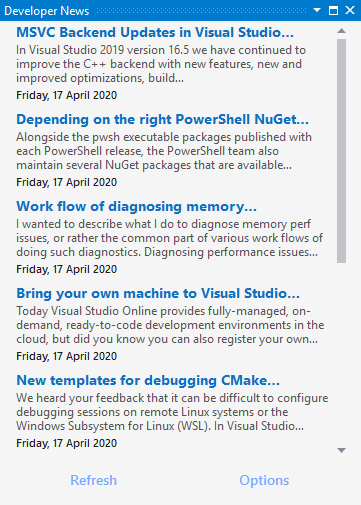 Developer News
MSVC Backend Updates in Visual Studio...
In Visual Studio 2019 version 16.5 we have continued to
improve the C++ backend with new features, new and
improved optimizations, build...
Friday, 17 April 2020
Depending on the right PowerShell NuGet...
Alongside the pwsh executable packages published with
each PowerShell release, the PowerShell team also
maintain several NuGet packages that are available...
Friday, 17 April 2020
Work flow of diagnosing memory...
I wanted to describe what I do to diagnose memory perf
issues, or rather the common part of various work flows of
doing such diagnostics. Diagnosing performance issues...
Friday, 17 April 2020
Bring your own machine to Visual Studio...
Today Visual Studio Online provides fully-managed, on-
demand, ready-to-code development environments in the
cloud, but did you know you can also register your own...
Friday, 17 April 2020
New templates for debugging CMake...
We heard your feedback that it can be difficult to configure
debugging sessions on remote Linux systems or the
Windows Subsystem for Linux (WSL). In Visual Studio...
Friday, 17 April 2020
Refresh Options